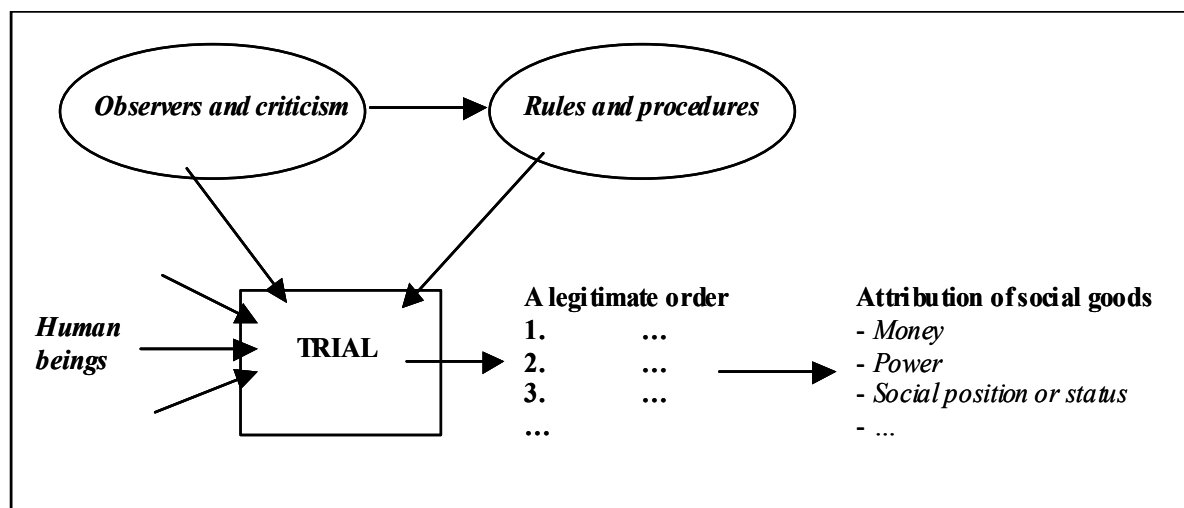 Observers and criticism
Rules and procedures
Human
beings
TRIAL
A legitimate order
1. ...
2. ...
3. ...
...
Attribution of social goods
- Money
- Power
- Social position or status
- ...